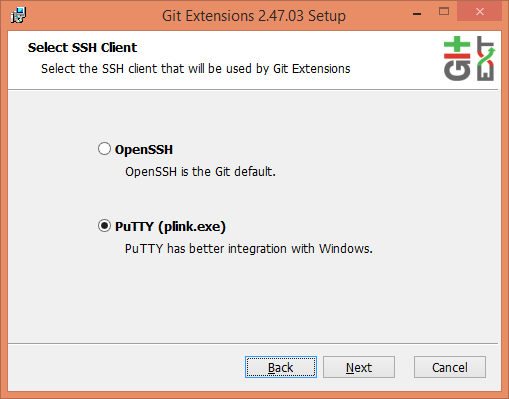 Git Extensions 2.47.03 Setup
Select SSH Client
Select the SSH client that will be used by Git Extensions
Git
EXT
OpenSSH
OpenSSH is the Git default.
PuTTY (plink.exe)
PuTTY has better integration with Windows.
Back Next Cancel